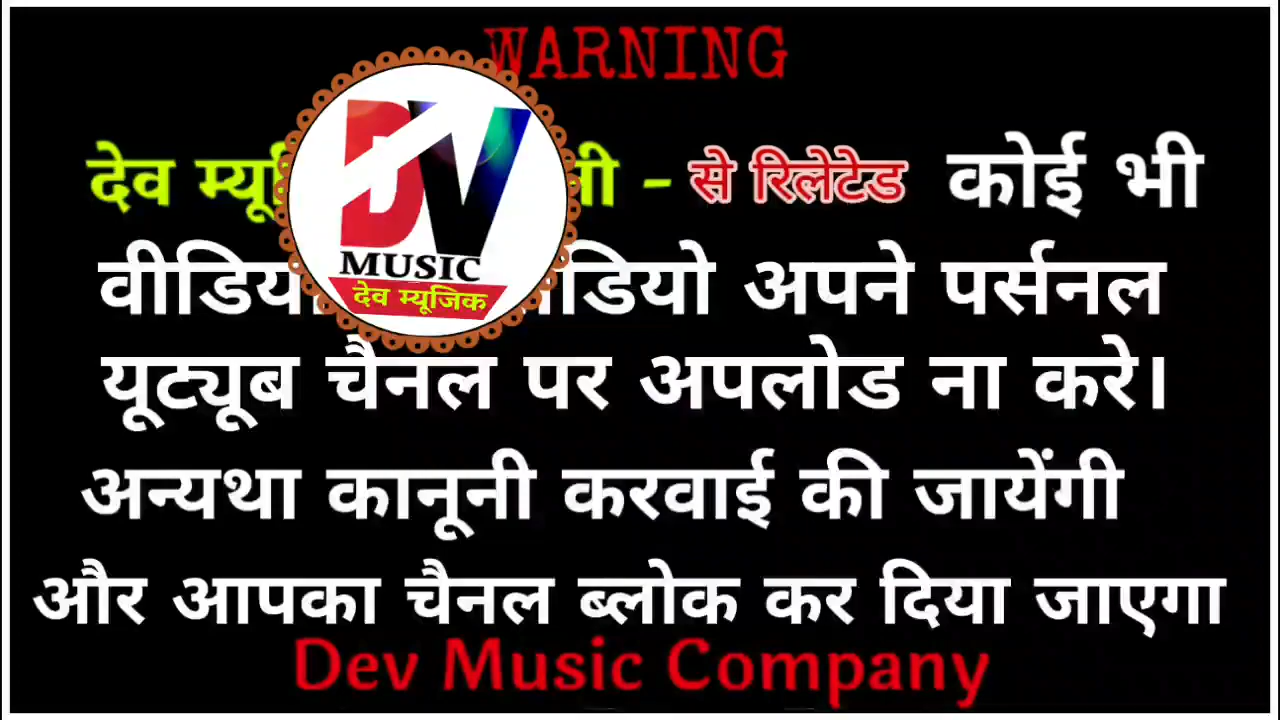 WARNING
देव - से रिलेटेड कोई भी
अपने पर्सनल
यूट्यूब चैनल पर अपलोड ना करे।
अन्यथा कानूनी करवाई की जायेंगी
और आपका चैनल ब्लोक कर दिया जाएगा
Dev Music Company
DV
MUSIC
देव म्यूजिक